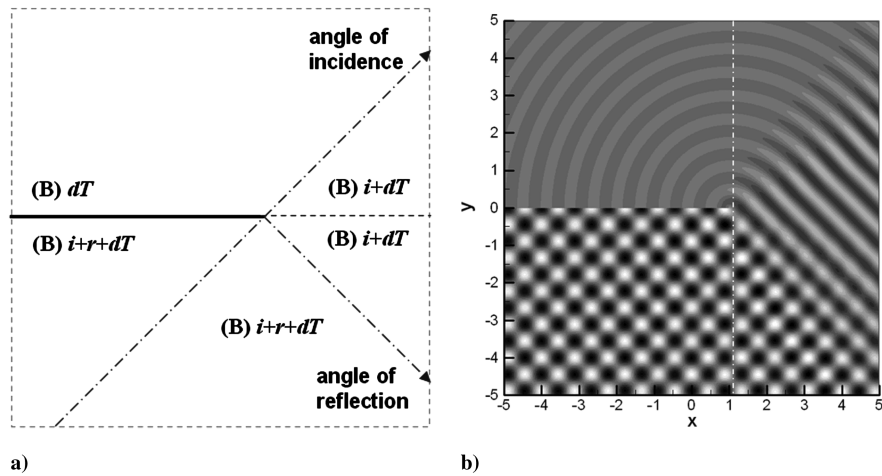 angle of
incidence
(B) dT
(B) i+dT
(B) i+r+dT
(B) i+dT
(B) i+r+dT
angle of
reflection
a)
5
4
3
2
1
0
-1
-2
-3
-4
-5
y
-5 -4 -3 -2 -1 0 1 2 3 4 5
x
b)